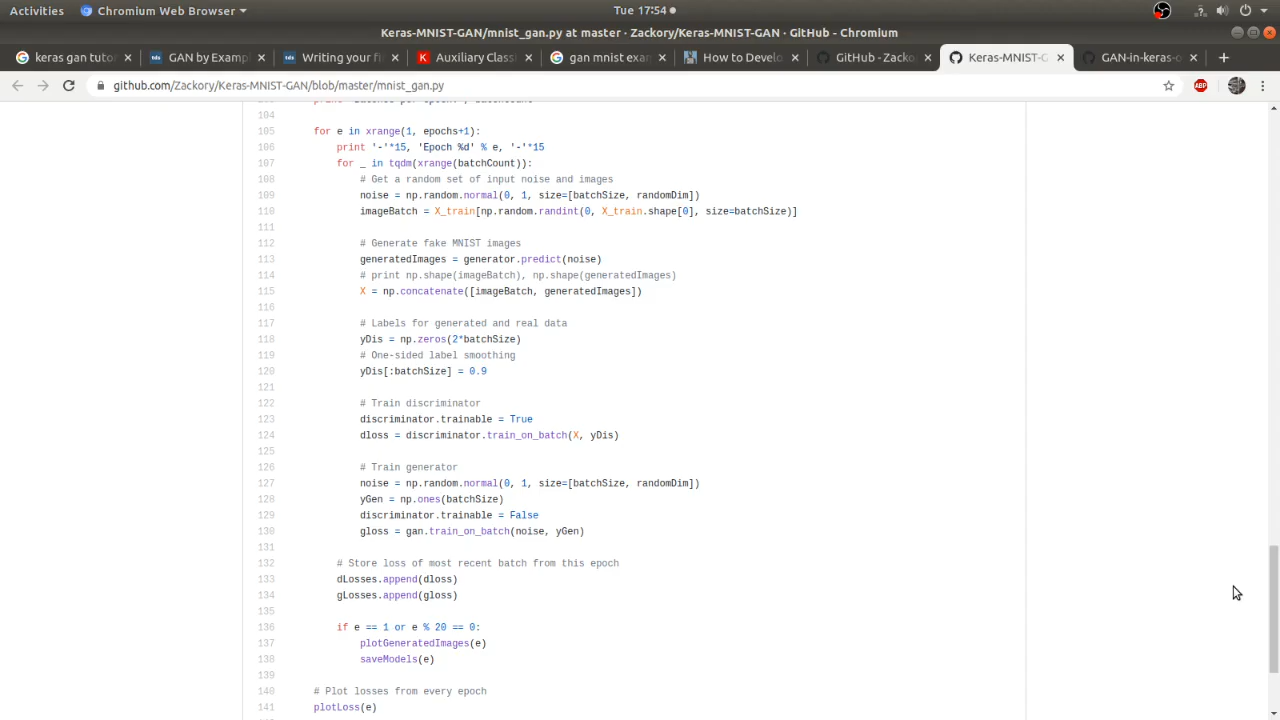 Activities Chromium Web Browser Tue 17:54
Keras-MNIST-GAN/mnist_gan.py at master · Zackory/Keras-MNIST-GAN · GitHub - Chromium
keras gan tutor GAN by Examp Writing your fi Auxiliary Class gan mnist exan How to Develo GitHub - Zacko Keras-MNIST-G GAN-in-keras-o
github.com/Zackory/Keras-MNIST-GAN/blob/master/mnist_gan.py ABP
104
105 for e in xrange(1, epochs+1):
106 print '-'*15, 'Epoch %d' % e, '-'*15
107 for _ in tqdm(xrange(batchCount)):
108 # Get a random set of input noise and images
109 noise = np.random.normal(0, 1, size=[batchSize, randomDim])
110 imageBatch = X_train[np.random.randint(0, X_train.shape[0], size=batchSize)]
111
112 # Generate fake MNIST images
113 generatedImages = generator.predict(noise)
114 # print np.shape(imageBatch), np.shape(generatedImages)
115 X = np.concatenate([imageBatch, generatedImages])
116
117 # Labels for generated and real data
118 yDis = np.zeros(2*batchSize)
119 # One-sided label smoothing
120 yDis[:batchSize] = 0.9
121
122 # Train discriminator
123 discriminator.trainable = True
124 dloss = discriminator.train_on_batch(X, yDis)
125
126 # Train generator
127 noise = np.random.normal(0, 1, size=[batchSize, randomDim])
128 yGen = np.ones(batchSize)
129 discriminator.trainable = False
130 gloss = gan.train_on_batch(noise, yGen)
131
132 # Store loss of most recent batch from this epoch
133 dLosses.append(dloss)
134 gLosses.append(gloss)
135
136 if e == 1 or e % 20 == 0:
137 plotGeneratedImages(e)
138 saveModels(e)
139
140 # Plot losses from every epoch
141 plotLoss(e)